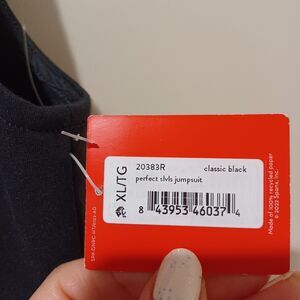 XL/TG
20383R classic black
perfect slvls jumpsuit
8 43953 46037 4
Made of 100% recycled paper
© 2023 Spanx, Inc.